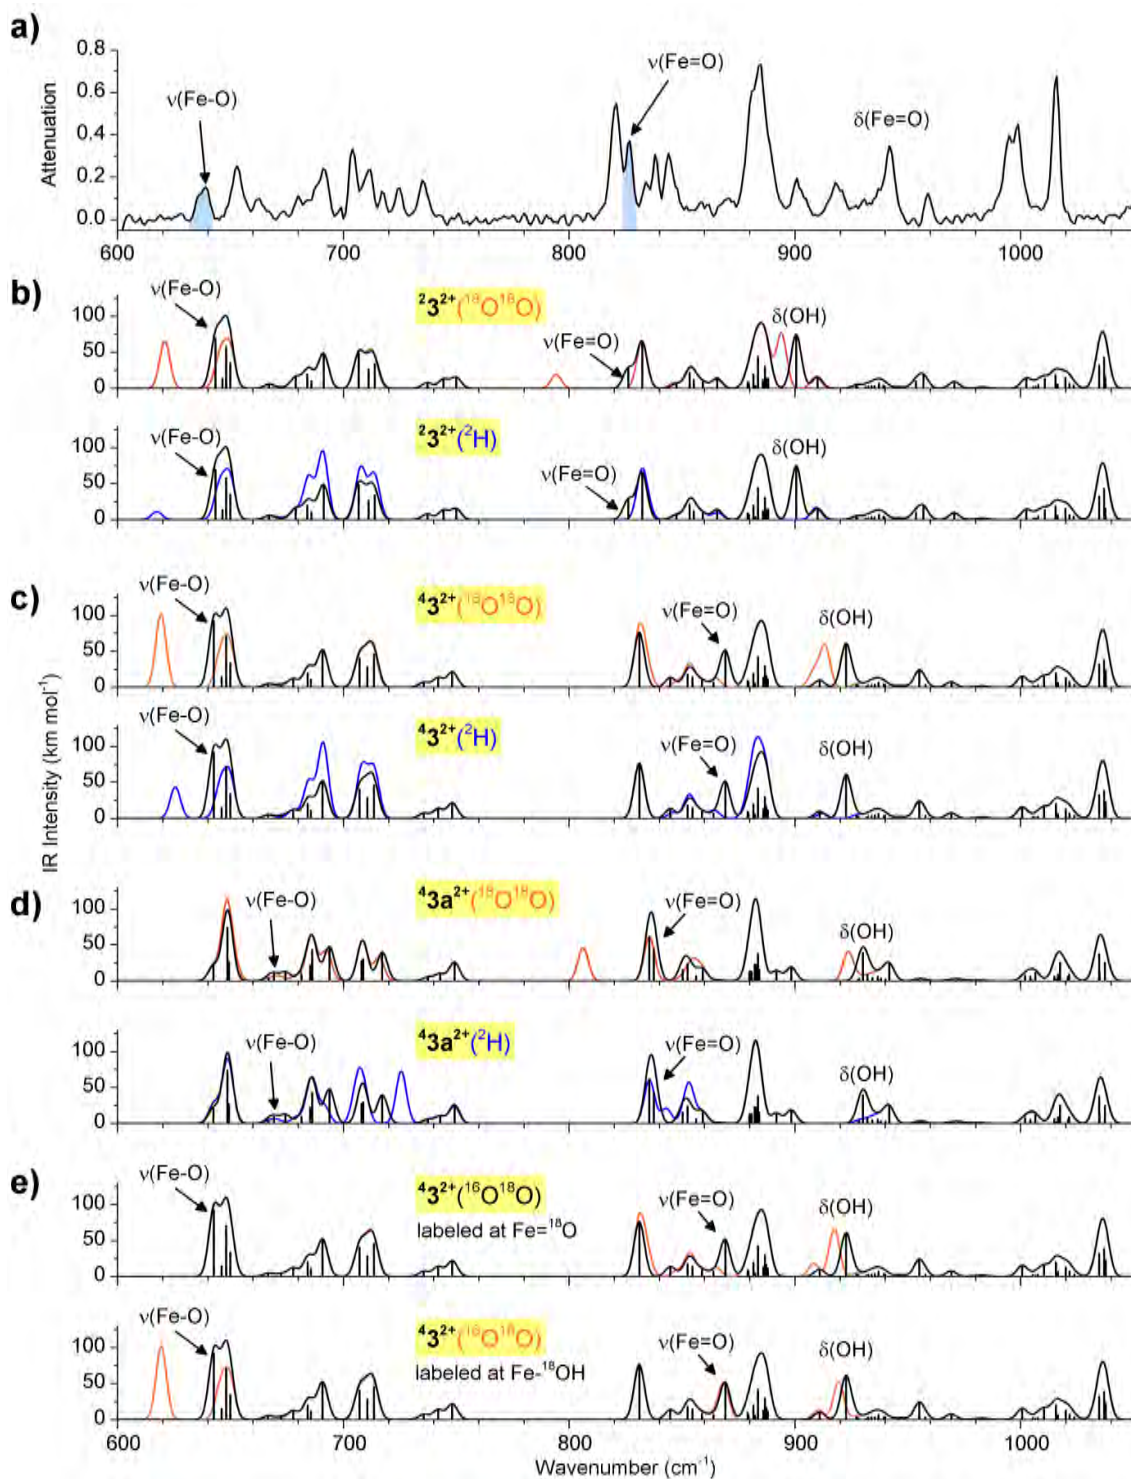 a)
0.8
0.6
0.4
0.2
0.0
Attenuation
ν(Fe-O)
ν(Fe=O)
δ(Fe=O)
600 700 800 900 1000
b)
ν(Fe-O)
²3²⁺(¹⁸O¹⁸O)
ν(Fe=O)
δ(OH)
100
50
0
ν(Fe-O)
²3²⁺(²H)
ν(Fe=O)
δ(OH)
100
50
0
c)
ν(Fe-O)
⁴3²⁺(¹⁸O¹⁸O)
ν(Fe=O)
δ(OH)
100
50
0
ν(Fe-O)
⁴3²⁺(²H)
ν(Fe=O)
δ(OH)
100
50
0
IR Intensity (km mol⁻¹)
d)
ν(Fe-O)
⁴3a²⁺(¹⁸O¹⁸O)
ν(Fe=O)
δ(OH)
100
50
0
ν(Fe-O)
⁴3a²⁺(²H)
ν(Fe=O)
δ(OH)
100
50
0
e)
ν(Fe-O)
⁴3²⁺(¹⁶O¹⁸O)
labeled at Fe=¹⁸O
ν(Fe=O)
δ(OH)
100
50
0
ν(Fe-O)
⁴3²⁺(¹⁶O¹⁸O)
labeled at Fe-¹⁸OH
ν(Fe=O)
δ(OH)
100
50
0
600 700 800 900 1000
Wavenumber (cm⁻¹)